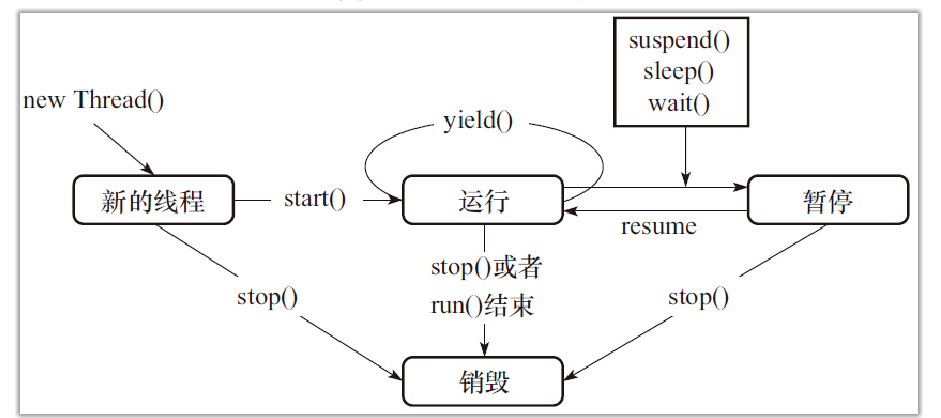 suspend()
sleep()
wait()
new Thread()
yield()
新的线程
start()
运行
暂停
resume
stop()或者
run()结束
stop()
stop()
销毁